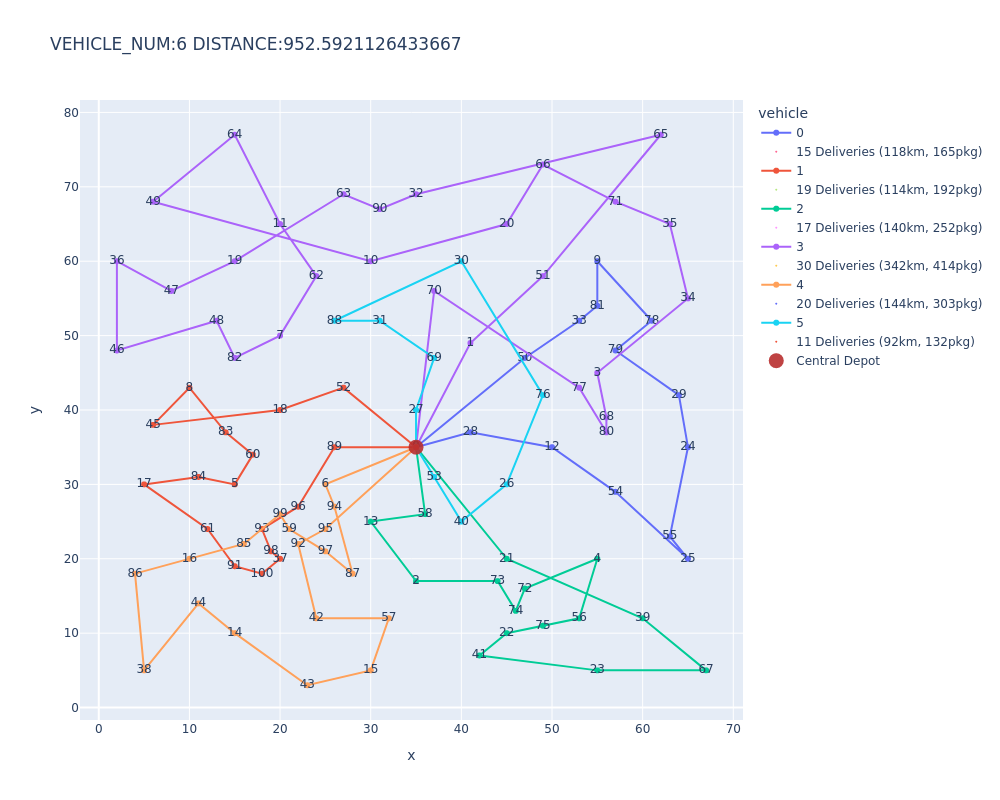 VEHICLE_NUM:6 DISTANCE:952.5921126433667
vehicle
0
15 Deliveries (118km, 165pkg)
1
19 Deliveries (114km, 192pkg)
2
17 Deliveries (140km, 252pkg)
3
30 Deliveries (342km, 414pkg)
4
20 Deliveries (144km, 303pkg)
5
11 Deliveries (92km, 132pkg)
Central Depot
80
70
60
50
40
30
20
10
0
y
64 65
66
63 32
49 90 71
11 20 35
36 19 10 30 9
62 51
47 70 34
81
46 48 88 31 33 78
82 7 69 1 50 79
3
8 52 77
76 29
45 18 27 68
83 80
60 89 28 12 24
17 84 5 6 53 26 54
96 94
61 93 99 59 95 13 58 40 55
85 98 92 97
16 37 21 4 25
86 91 100 87 2 73 72
44 74
14 42 57 22 75 56 39
41
38 43 15 23 67
0 10 20 30 40 50 60 70
x